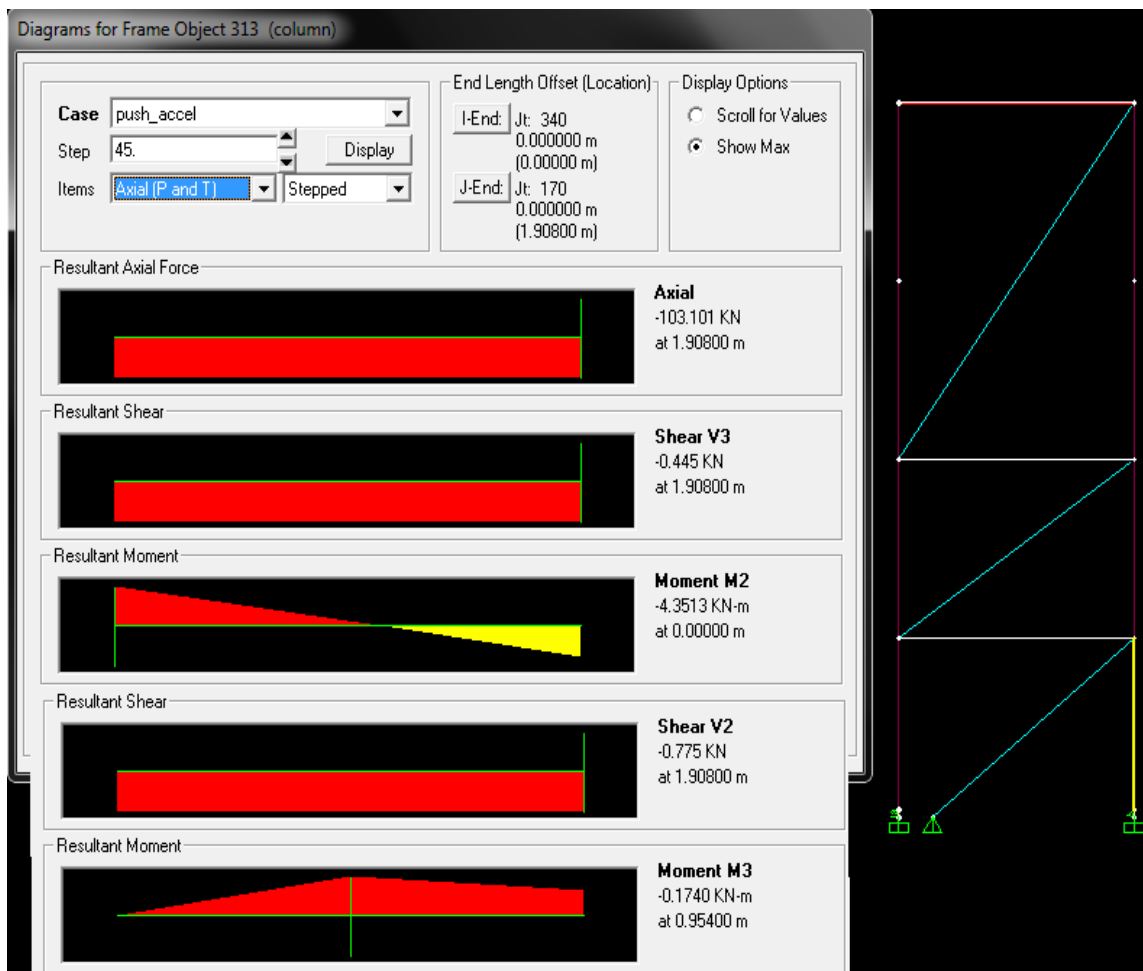 Diagrams for Frame Object 313 (column)
Case push_accel
Step 45.
Display
Items Axial (P and T) Stepped
End Length Offset (Location)
I-End: Jt: 340
0.000000 m
(0.00000 m)
J-End: Jt: 170
0.000000 m
(1.90800 m)
Display Options
Scroll for Values
Show Max
Resultant Axial Force
Axial
-103.101 KN
at 1.90800 m
Resultant Shear
Shear V3
-0.445 KN
at 1.90800 m
Resultant Moment
Moment M2
-4.3513 KN-m
at 0.00000 m
Resultant Shear
Shear V2
-0.775 KN
at 1.90800 m
Resultant Moment
Moment M3
-0.1740 KN-m
at 0.95400 m